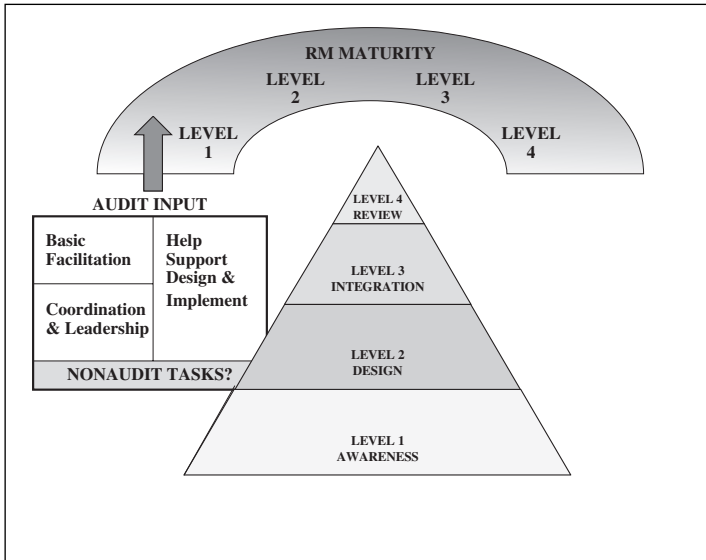 RM MATURITY
LEVEL
2
LEVEL
3
LEVEL
1
LEVEL
4
AUDIT INPUT
Basic
Facilitation
Help
Support
Design &
Implement
Coordination
& Leadership
NONAUDIT TASKS?
LEVEL 4
REVIEW
LEVEL 3
INTEGRATION
LEVEL 2
DESIGN
LEVEL 1
AWARENESS